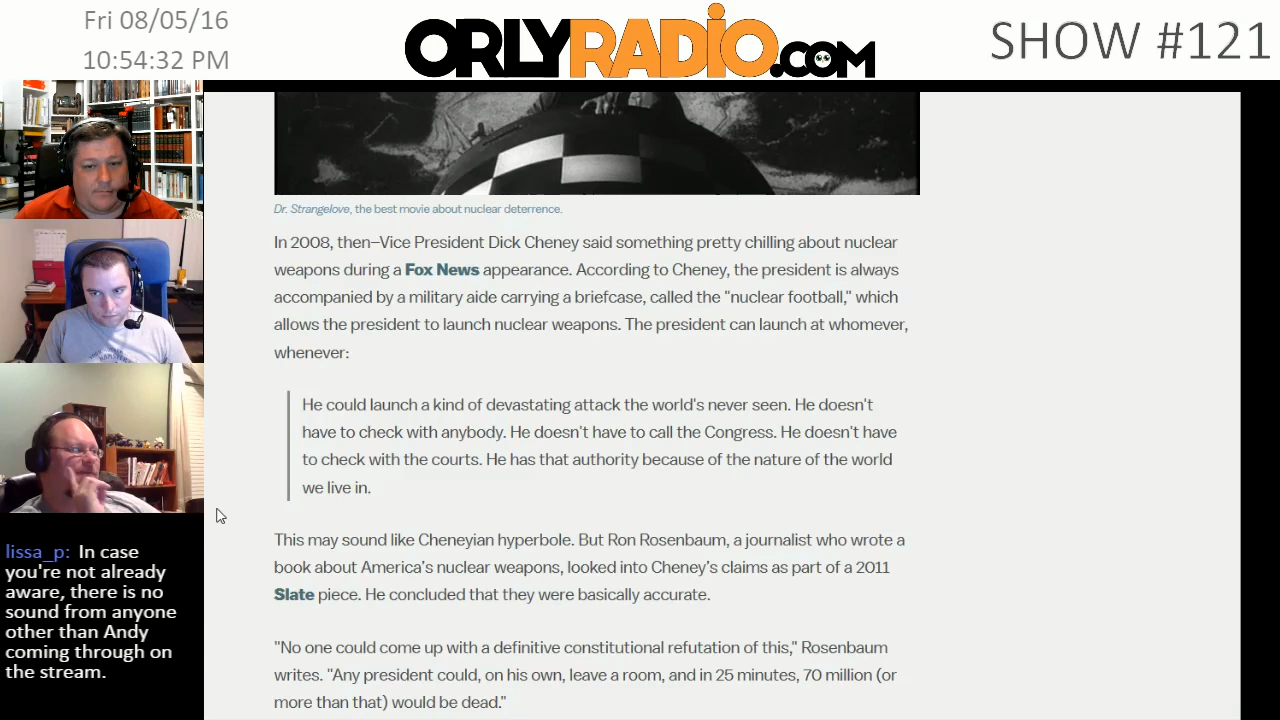 Fri 08/05/16
10:54:32 PM
ORLYRADIO.COM
SHOW #121
Dr. Strangelove, the best movie about nuclear deterrence.
In 2008, then–Vice President Dick Cheney said something pretty chilling about nuclear
weapons during a Fox News appearance. According to Cheney, the president is always
accompanied by a military aide carrying a briefcase, called the "nuclear football," which
allows the president to launch nuclear weapons. The president can launch at whomever,
whenever:
He could launch a kind of devastating attack the world's never seen. He doesn't
have to check with anybody. He doesn't have to call the Congress. He doesn't have
to check with the courts. He has that authority because of the nature of the world
we live in.
This may sound like Cheneyian hyperbole. But Ron Rosenbaum, a journalist who wrote a
book about America's nuclear weapons, looked into Cheney's claims as part of a 2011
Slate piece. He concluded that they were basically accurate.
"No one could come up with a definitive constitutional refutation of this," Rosenbaum
writes. "Any president could, on his own, leave a room, and in 25 minutes, 70 million (or
more than that) would be dead."
lissa_p: In case
you're not already
aware, there is no
sound from anyone
other than Andy
coming through on
the stream.